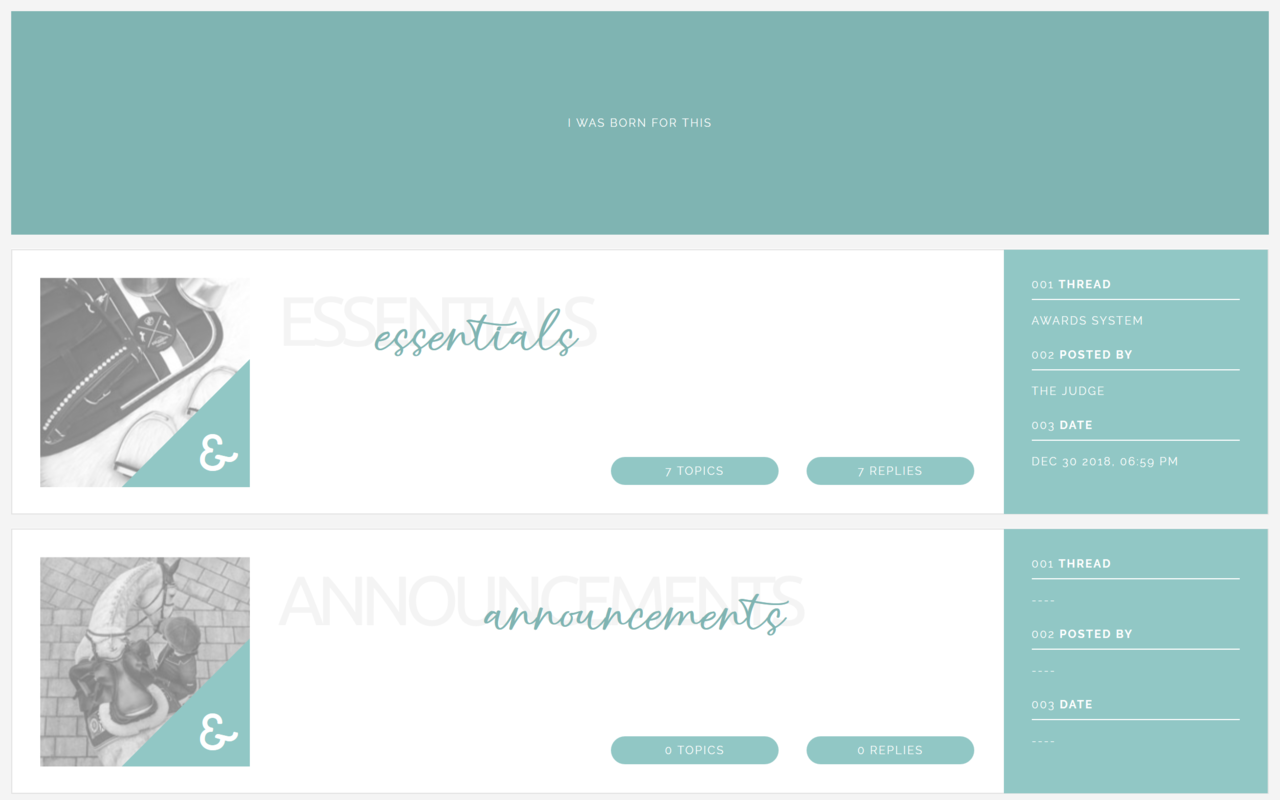 I WAS BORN FOR THIS
ESSENTIALS
essentials
&
7 TOPICS
7 REPLIES
001 THREAD
AWARDS SYSTEM
002 POSTED BY
THE JUDGE
003 DATE
DEC 30 2018, 06:59 PM
ANNOUNCEMENTS
announcements
&
0 TOPICS
0 REPLIES
001 THREAD
----
002 POSTED BY
----
003 DATE
----